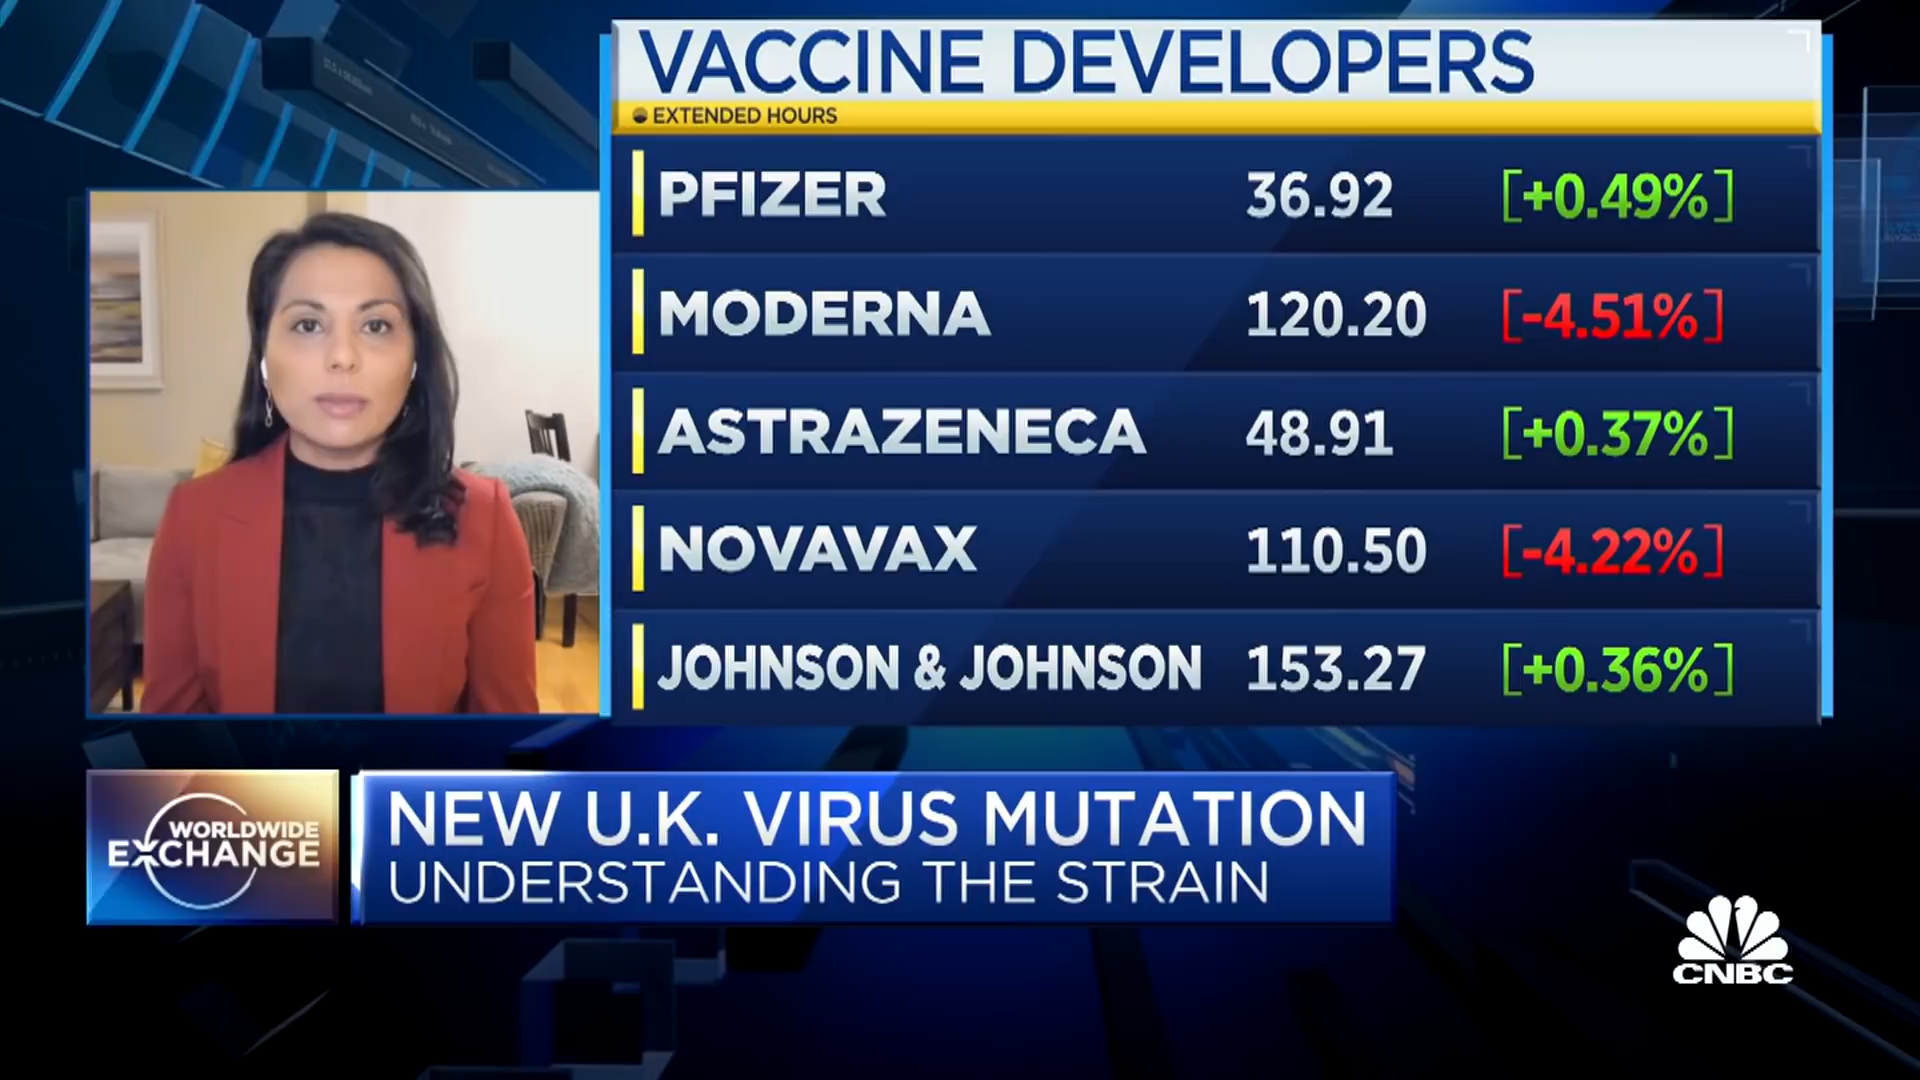 VACCINE DEVELOPERS
EXTENDED HOURS
PFIZER 36.92 [+0.49%]
MODERNA 120.20 [-4.51%]
ASTRAZENECA 48.91 [+0.37%]
NOVAVAX 110.50 [-4.22%]
JOHNSON & JOHNSON 153.27 [+0.36%]
WORLDWIDE
EXCHANGE
NEW U.K. VIRUS MUTATION
UNDERSTANDING THE STRAIN
CNBC